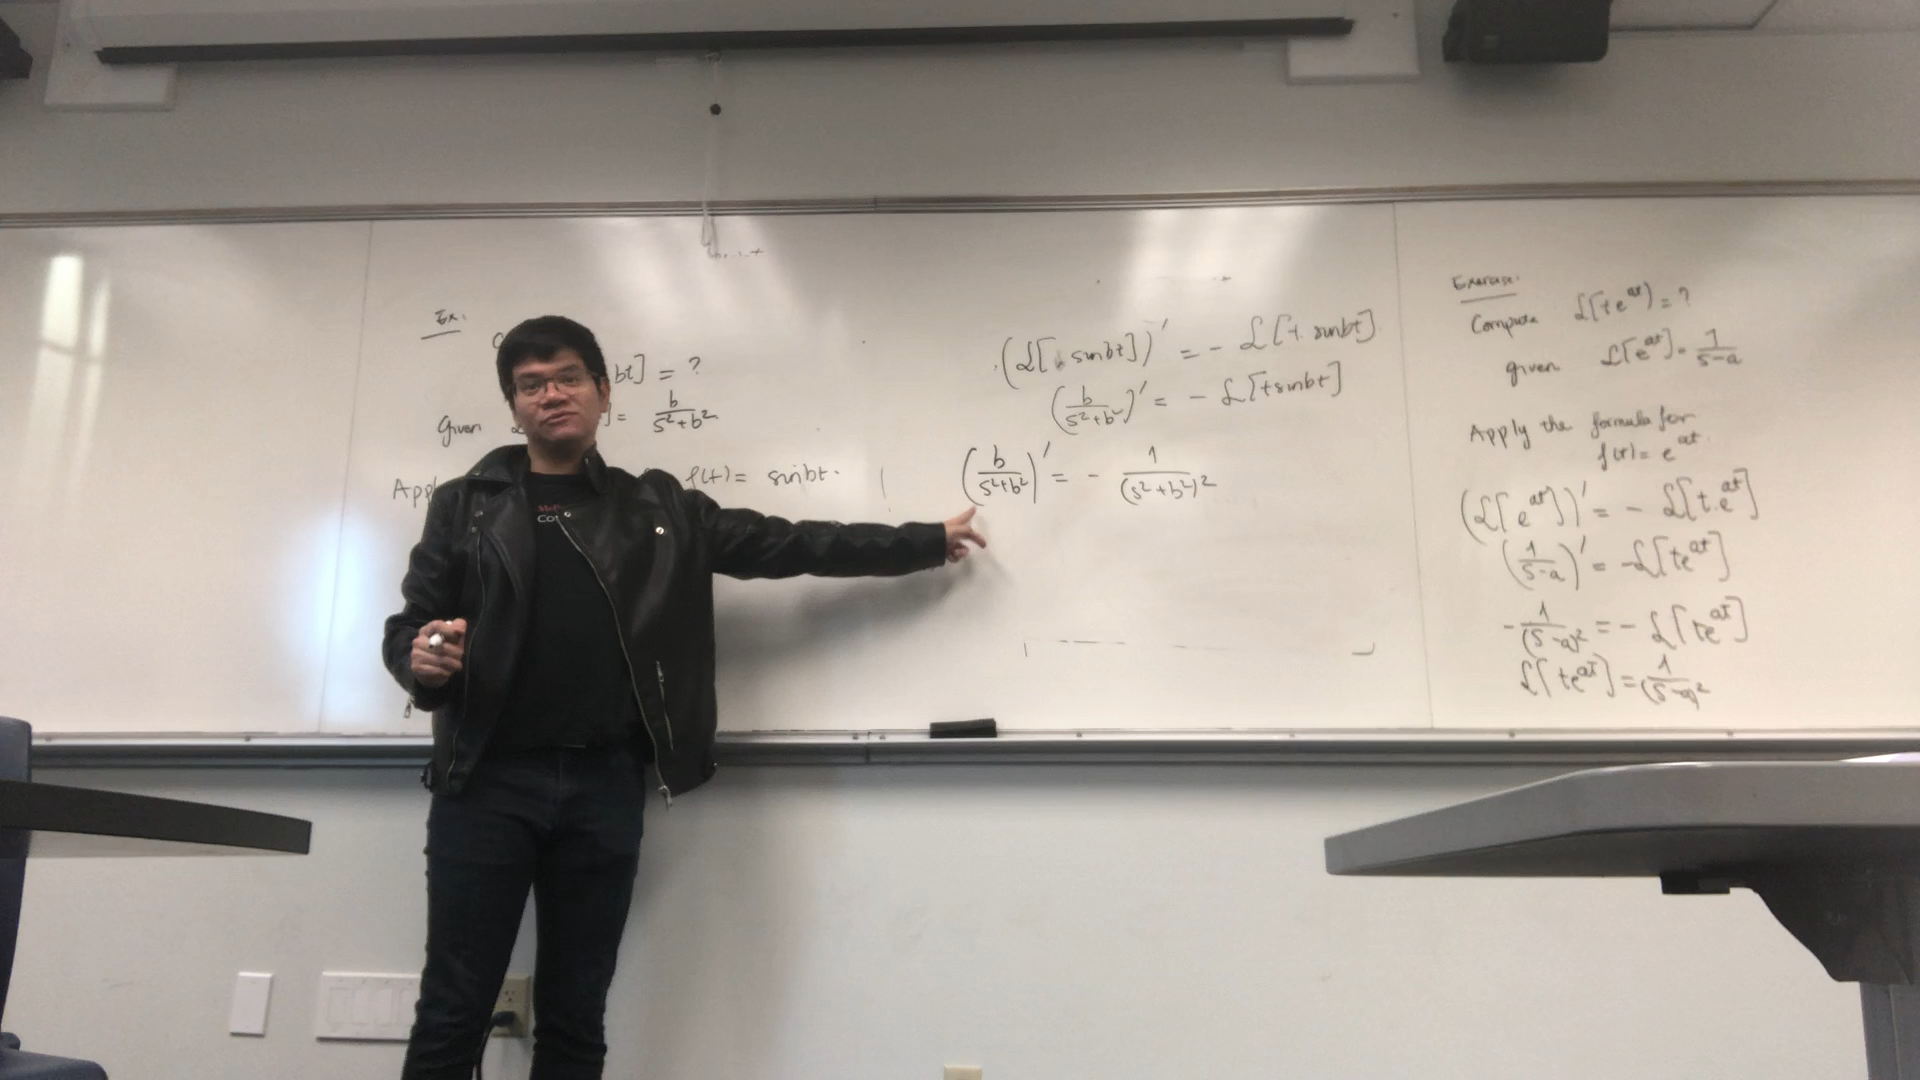 Ex.
bt] = ?
Given ] = b/(s²+b²)
App f(t) = sinbt.
(ℒ[sinbt])′ = - ℒ[t.sinbt]
(b/(s²+b²))′ = - ℒ[tsinbt]
(b/(s²+b²))′ = - 1/(s²+b²)²
Exercise:
Compute ℒ[te^{at}] = ?
given ℒ[e^{at}] = 1/(s-a)
Apply the formula for
f(t) = e^{at}.
(ℒ[e^{at}])′ = - ℒ[t.e^{at}]
(1/(s-a))′ = -ℒ[te^{at}]
-1/(s-a)² = - ℒ[te^{at}]
ℒ[te^{at}] = 1/(s-a)²